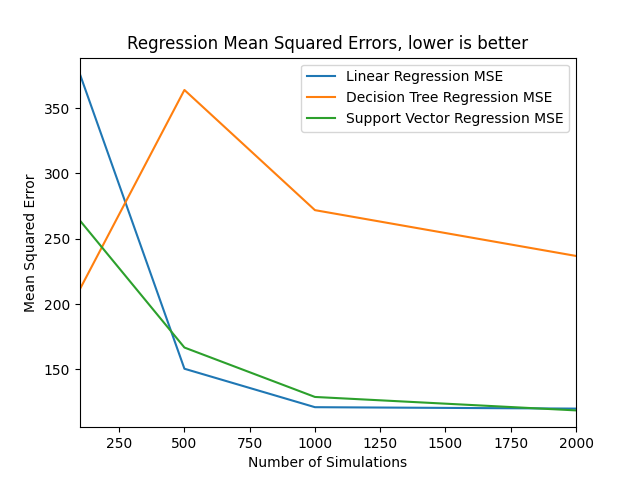 Regression Mean Squared Errors, lower is better
Linear Regression MSE
Decision Tree Regression MSE
Support Vector Regression MSE
Mean Squared Error
350
300
250
200
150
250 500 750 1000 1250 1500 1750 2000
Number of Simulations